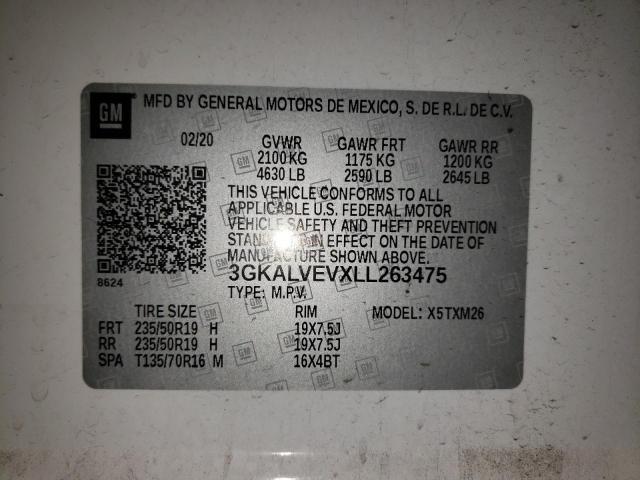 GM MFD BY GENERAL MOTORS DE MEXICO, S. DE R.L. DE C.V.
02/20 GVWR GAWR FRT GAWR RR
2100 KG 1175 KG 1200 KG
4630 LB 2590 LB 2645 LB
THIS VEHICLE CONFORMS TO ALL
APPLICABLE U.S. FEDERAL MOTOR
VEHICLE SAFETY AND THEFT PREVENTION
STANDARDS IN EFFECT ON THE DATE OF
MANUFACTURE SHOWN ABOVE.
8624 3GKALVEVXLL263475
TYPE: M.P.V.
TIRE SIZE RIM MODEL: X5TXM26
FRT 235/50R19 H 19X7.5J
RR 235/50R19 H 19X7.5J
SPA T135/70R16 M 16X4BT